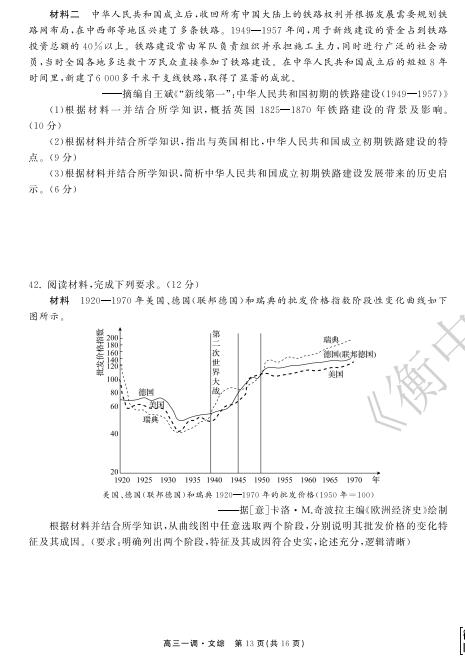 材料二 中华人民共和国成立后,收回所有中国大陆上的铁路权利并根据发展需要规划铁
路网布局,在中西部等地区兴建了多条铁路。1949—1957年间,用于新线建设的资金占到铁路
投资总额的40%以上。铁路建设常由军队负责组织并承担施工主力,同时进行广泛的社会动
员,当时全国各地多达数十万民众直接参加了铁路建设。在中华人民共和国成立后的短短8年
时间里,新建了6 000多千米干支线铁路,取得了显著的成就。
——摘编自王斌《“新线第一”:中华人民共和国初期的铁路建设(1949—1957)》
(1)根据材料一并结合所学知识,概括英国1825—1870年铁路建设的背景及影响。
(10分)
(2)根据材料并结合所学知识,指出与英国相比,中华人民共和国成立初期铁路建设的特
点。(9分)
(3)根据材料并结合所学知识,简析中华人民共和国成立初期铁路建设发展带来的历史启
示。(6分)
42. 阅读材料,完成下列要求。(12分)
材料 1920—1970年美国、德国(联邦德国)和瑞典的批发价格指数阶段性变化曲线如下
图所示。
批发价格指数
200
180
160
140
120
100
80
60
40
20
第二次世界大战
瑞典
德国(联邦德国)
美国
德国
美国
瑞典
1920 1925 1930 1935 1940 1945 1950 1955 1960 1965 1970 年
美国、德国(联邦德国)和瑞典1920—1970年的批发价格(1950年=100)
——据[意]卡洛·M.奇波拉主编《欧洲经济史》绘制
根据材料并结合所学知识,从曲线图中任意选取两个阶段,分别说明其批发价格的变化特
征及其成因。(要求:明确列出两个阶段,特征及其成因符合史实,论述充分,逻辑清晰)
高三一调·文综 第13页(共16页)
《衡中